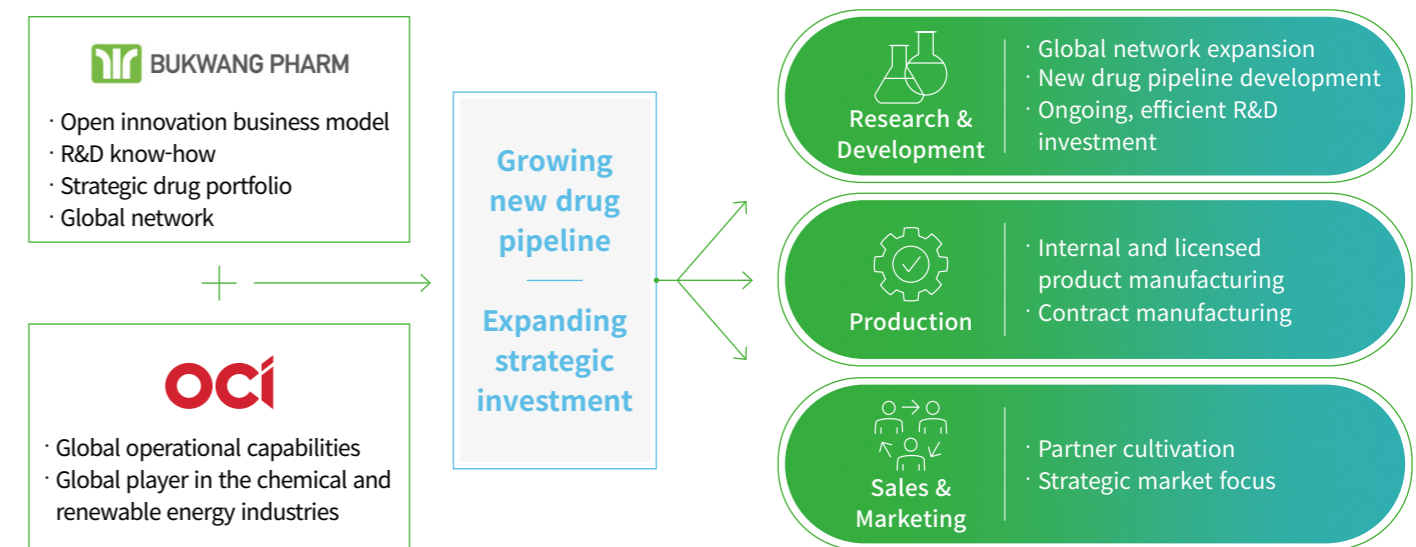 BUKWANG PHARM
· Open innovation business model
· R&D know-how
· Strategic drug portfolio
· Global network
OCI
· Global operational capabilities
· Global player in the chemical and
renewable energy industries
Growing
new drug
pipeline
Expanding
strategic
investment
Research &
Development
· Global network expansion
· New drug pipeline development
· Ongoing, efficient R&D
investment
Production
· Internal and licensed
product manufacturing
· Contract manufacturing
Sales &
Marketing
· Partner cultivation
· Strategic market focus